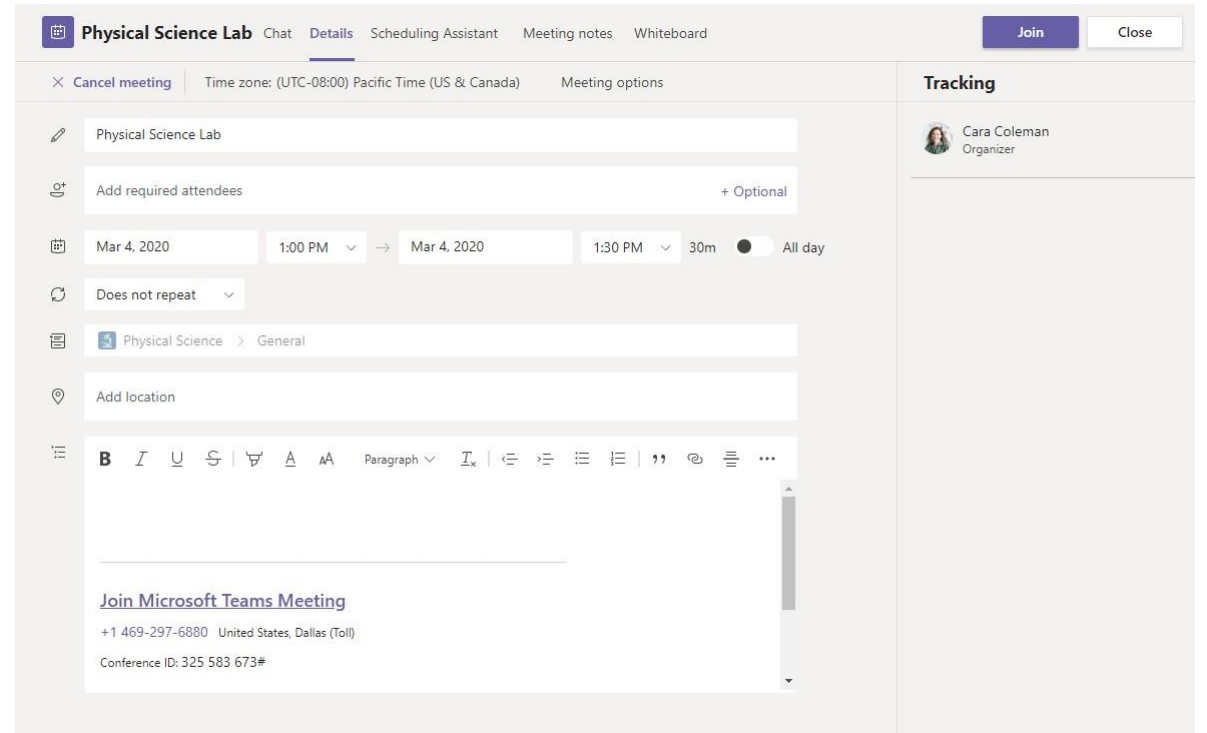 Physical Science Lab Chat Details Scheduling Assistant Meeting notes Whiteboard Join Close
Cancel meeting Time zone: (UTC-08:00) Pacific Time (US & Canada) Meeting options
Tracking
Physical Science Lab
Cara Coleman
Organizer
Add required attendees + Optional
Mar 4, 2020 1:00 PM → Mar 4, 2020 1:30 PM 30m All day
Does not repeat
Physical Science > General
Add location
B I U S A AA Paragraph Tx
Join Microsoft Teams Meeting
+1 469-297-6880 United States, Dallas (Toll)
Conference ID: 325 583 673#